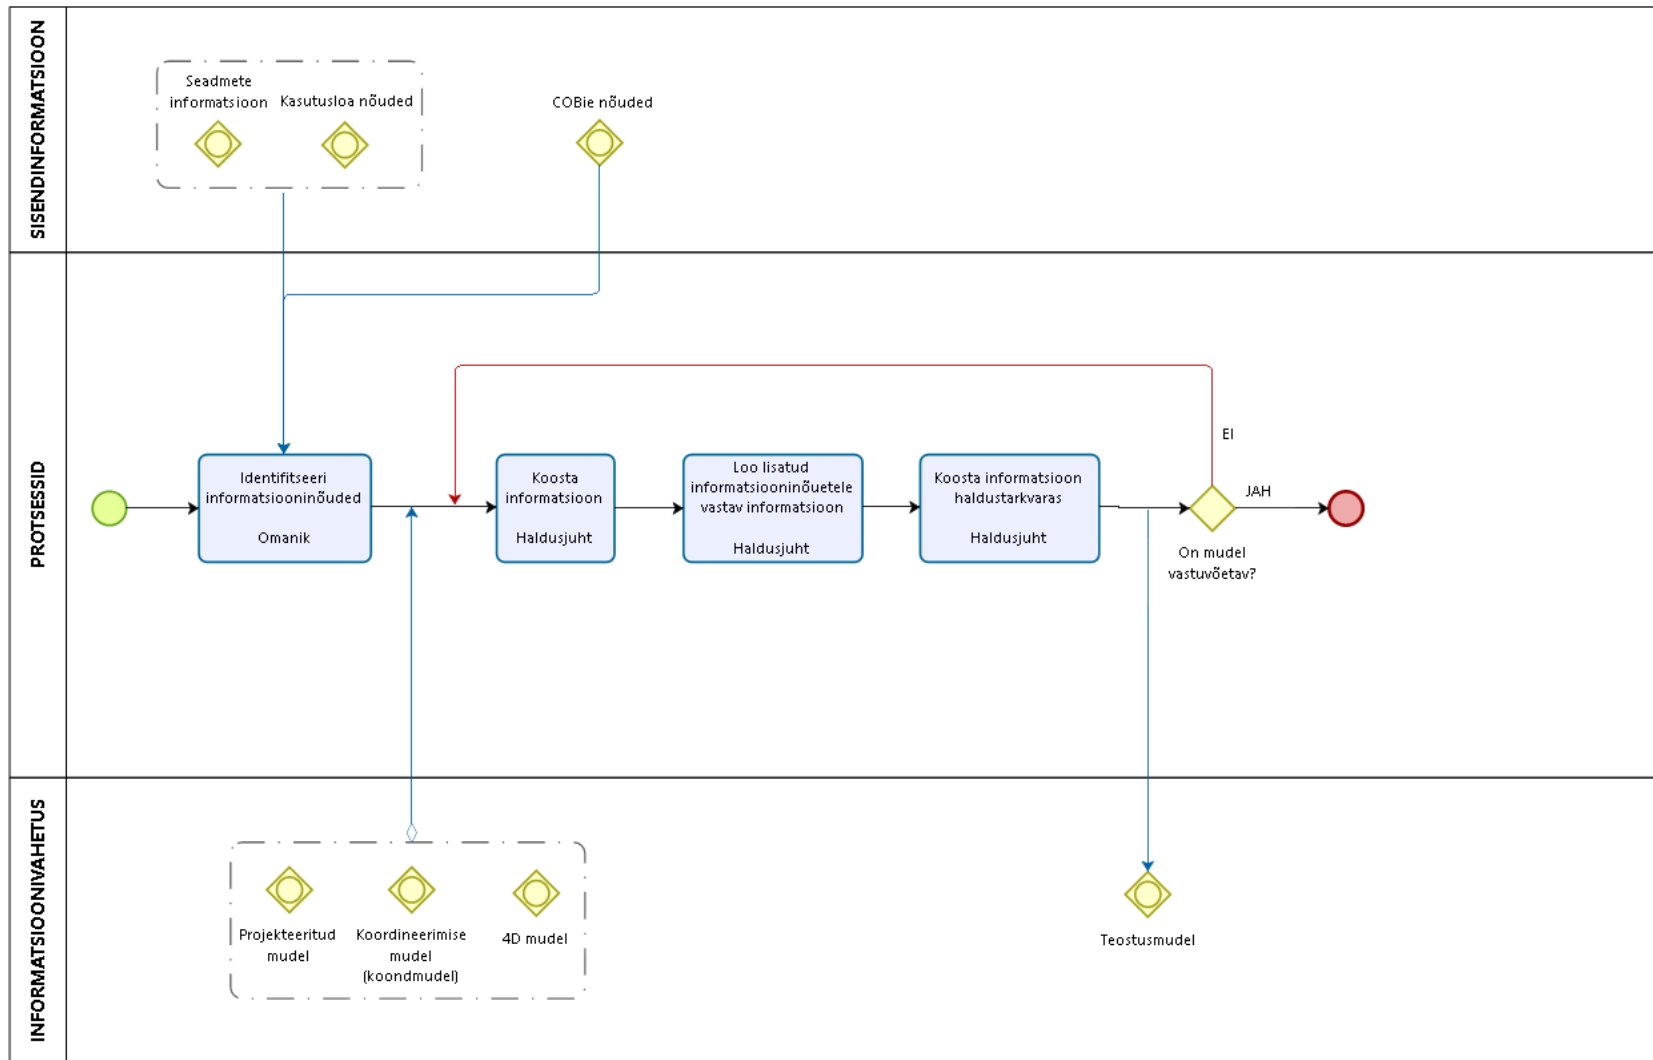 SISENDINFORMATSIOON
Seadmete
informatsioon
Kasutusloa nõuded
COBie nõuded
PROTSESSID
Identifitseeri
informatsiooninõuded
Omanik
Koosta
informatsioon
Haldusjuht
Loo lisatud
informatsiooninõuetele
vastav informatsioon
Haldusjuht
Koosta informatsioon
haldustarkvaras
Haldusjuht
EI
JAH
On mudel
vastuvõetav?
INFORMATSIOONIVAHETUS
Projekteeritud
mudel
Koordineerimise
mudel
(koondmudel)
4D mudel
Teostusmudel